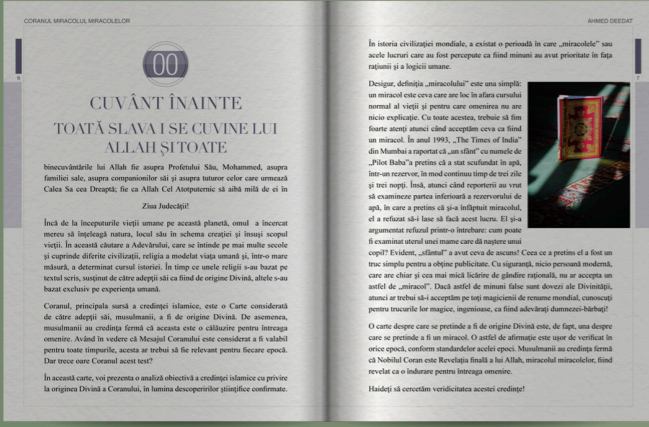 CORANUL MIRACOLUL MIRACOLELOR
00
CUVÂNT ÎNAINTE
TOATĂ SLAVA I SE CUVINE LUI
ALLAH ŞI TOATE
binecuvântările lui Allah fie asupra Profetului Său, Mohammed, asupra
familiei sale, asupra companionilor săi şi asupra tuturor celor care urmează
Calea Sa cea Dreaptă; fie ca Allah Cel Atotputernic să aibă milă de ei în
Ziua Judecăţii!
Încă de la începuturile vieţii umane pe această planetă, omul a încercat
mereu să înţeleagă natura, locul său în schema creaţiei şi însuşi scopul
vieţii. În această căutare a Adevărului, care se întinde pe mai multe secole
şi cuprinde diferite civilizaţii, religia a modelat viaţa umană şi, într-o mare
măsură, a determinat cursul istoriei. În timp ce unele religii s-au bazat pe
textul scris, susţinut de către adepţii săi ca fiind de origine Divină, altele s-au
bazat exclusiv pe experienţa umană.
Coranul, principala sursă a credinţei islamice, este o Carte considerată
de către adepţii săi, musulmanii, a fi de origine Divină. De asemenea,
musulmanii au credinţa fermă că aceasta este o călăuzire pentru întreaga
omenire. Având în vedere că Mesajul Coranului este considerat a fi valabil
pentru toate timpurile, acesta ar trebui să fie relevant pentru fiecare epocă.
Dar trece oare Coranul acest test?
În această carte, voi prezenta o analiză obiectivă a credinţei islamice cu privire
la originea Divină a Coranului, în lumina descoperirilor ştiinţifice confirmate.
AHMED DEEDAT
7
În istoria civilizaţiei mondiale, a existat o perioadă în care „miracolele” sau
acele lucruri care au fost percepute ca fiind minuni au avut prioritate în faţa
raţiunii şi a logicii umane.
Desigur, definiţia „miracolului” este una simplă:
un miracol este ceva care are loc în afara cursului
normal al vieţii şi pentru care omenirea nu are
nicio explicaţie. Cu toate acestea, trebuie să fim
foarte atenţi atunci când acceptăm ceva ca fiind
un miracol. În anul 1993, „The Times of India”
din Mumbai a raportat că „un sfânt” cu numele de
„Pilot Baba”a pretins că a stat scufundat în apă,
într-un rezervor, în mod continuu timp de trei zile
şi trei nopţi. Însă, atunci când reporterii au vrut
să examineze partea inferioară a rezervorului de
apă, în care a pretins că şi-a înfăptuit miracolul,
el a refuzat să-i lase să facă acest lucru. El şi-a
argumentat refuzul printr-o întrebare: cum poate
fi examinat uterul unei mame care dă naştere unui
copil? Evident, „sfântul” a avut ceva de ascuns! Ceea ce a pretins el a fost un
truc simplu pentru a obţine publicitate. Cu siguranţă, nicio persoană modernă,
care are chiar şi cea mai mică licărire de gândire raţională, nu ar accepta un
astfel de „miracol”. Dacă astfel de minuni false sunt dovezi ale Divinităţii,
atunci ar trebui să-i acceptăm pe toţi magicienii de renume mondial, cunoscuţi
pentru trucurile lor magice, ingenioase, ca fiind adevăraţi dumnezei-bărbaţi!
O carte despre care se pretinde a fi de origine Divină este, de fapt, una despre
care se pretinde a fi un miracol. O astfel de afirmaţie este uşor de verificat în
orice epocă, conform standardelor acelei epoci. Musulmanii au credinţa fermă
că Nobilul Coran este Revelaţia finală a lui Allah, miracolul miracolelor, fiind
revelat ca o îndurare pentru întreaga omenire.
Haideţi să cercetăm veridicitatea acestei credinţe!